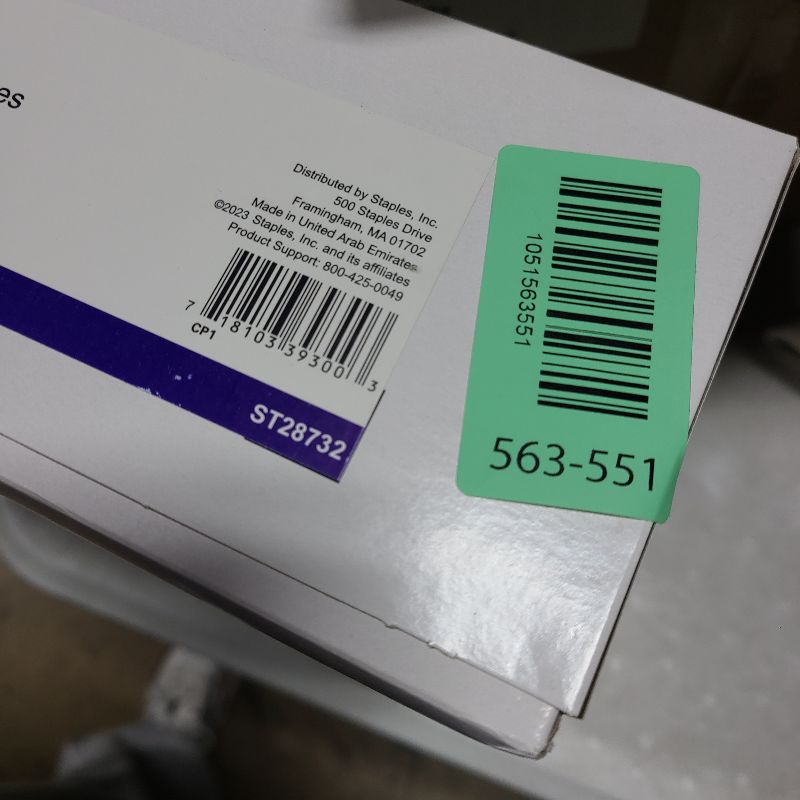 Distributed by Staples, Inc.
500 Staples Drive
Framingham, MA 01702
Made in United Arab Emirates
©2023 Staples, Inc. and its affiliates
Product Support: 800-425-0049
7 18103 39300 3
CP1
ST28732
1051563551
563-551